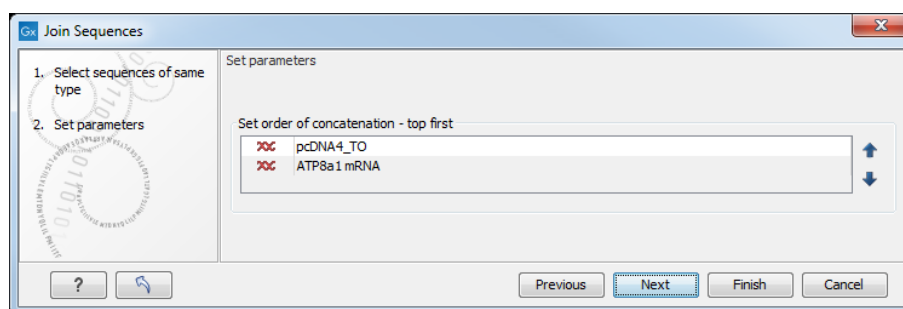 Gx Join Sequences
X
1. Select sequences of same
type
2. Set parameters
Set parameters
Set order of concatenation - top first
pcDNA4_TO
ATP8a1 mRNA
?
Previous
Next
Finish
Cancel